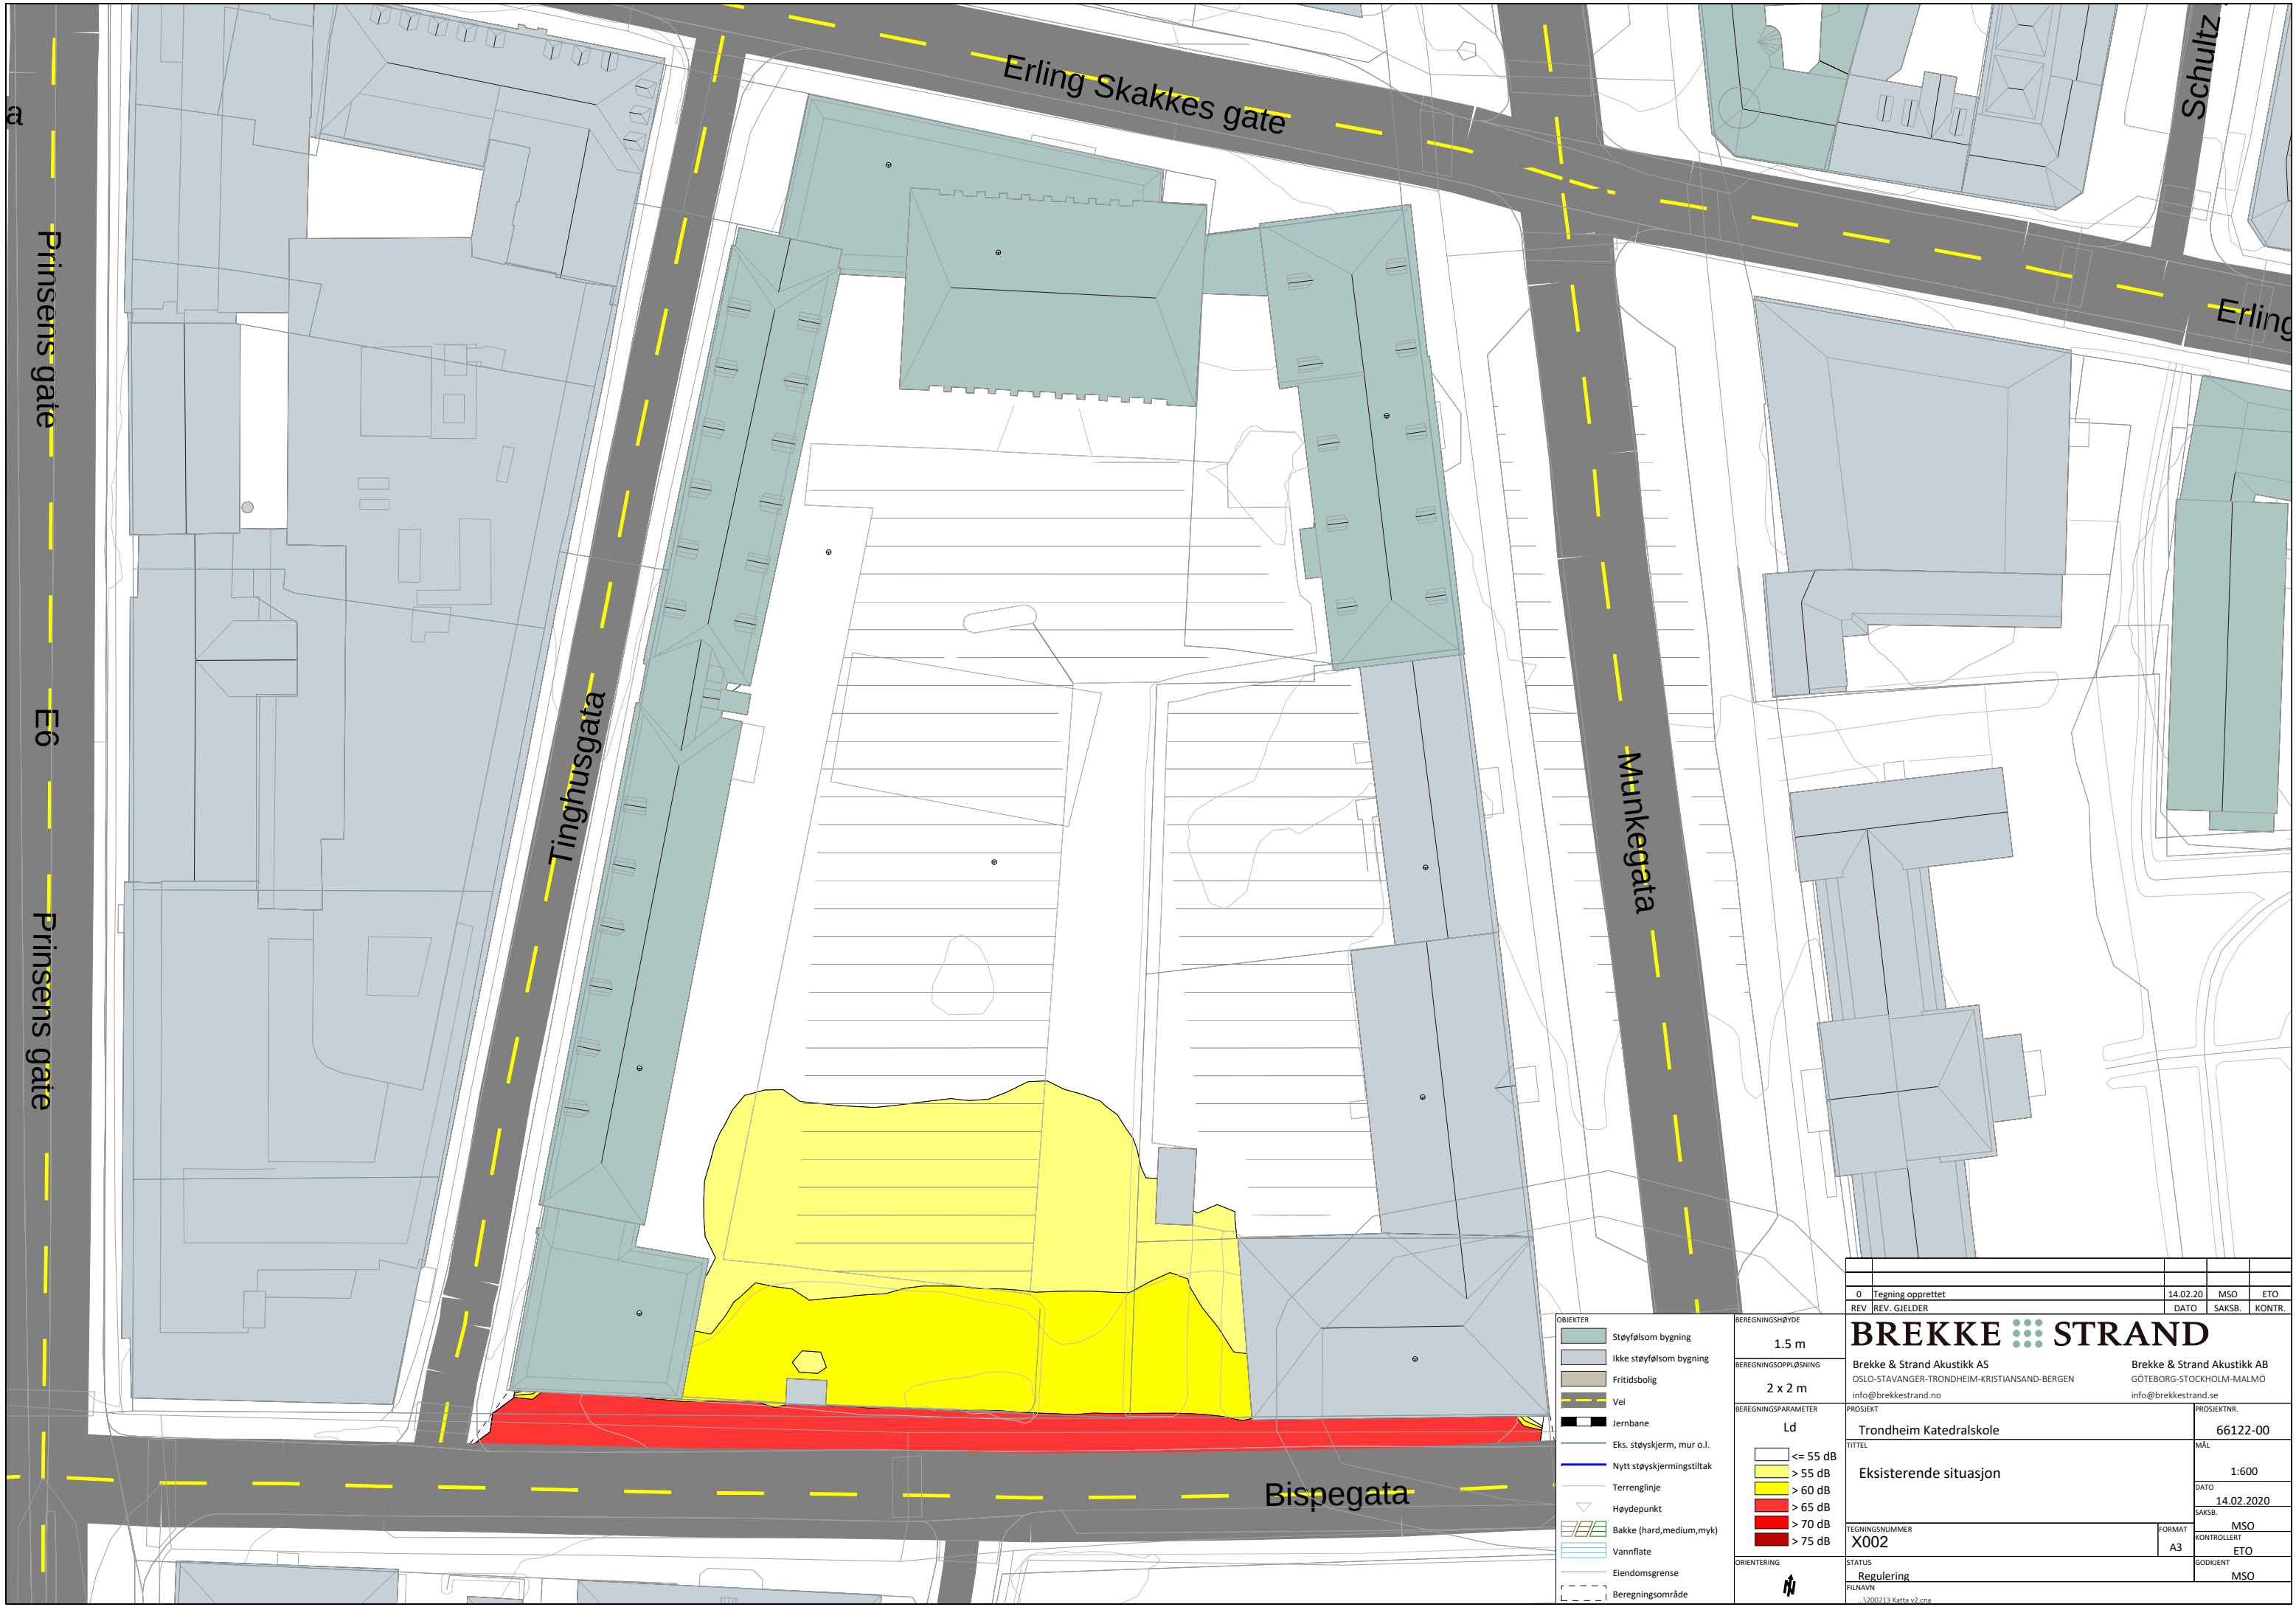 Erling Skakkes gate
Schultz
a
Prinsens gate
Erling
E6
Tinghusgata
Munkegata
Prinsens gate
Bispegata
OBJEKTER
Støyfølsom bygning
Ikke støyfølsom bygning
Fritidsbolig
Vei
Jernbane
Eks. støyskjerm, mur o.l.
Nytt støyskjermingstiltak
Terrenglinje
Høydepunkt
Bakke (hard,medium,myk)
Vannflate
Eiendomsgrense
Beregningsområde
BEREGNINGSHØYDE
1.5 m
BEREGNINGSOPPLØSNING
2 x 2 m
BEREGNINGSPARAMETER
Ld
<= 55 dB
> 55 dB
> 60 dB
> 65 dB
> 70 dB
> 75 dB
ORIENTERING
N
0 Tegning opprettet 14.02.20 MSO ETO
REV REV. GJELDER DATO SAKSB. KONTR.
BREKKE STRAND
Brekke & Strand Akustikk AS Brekke & Strand Akustikk AB
OSLO-STAVANGER-TRONDHEIM-KRISTIANSAND-BERGEN GÖTEBORG-STOCKHOLM-MALMÖ
info@brekkestrand.no info@brekkestrand.se
PROSJEKT
Trondheim Katedralskole
PROSJEKTNR.
66122-00
TITTEL
Eksisterende situasjon
MÅL
1:600
DATO
14.02.2020
SAKSB.
MSO
TEGNINGSNUMMER
X002
FORMAT
A3
KONTROLLERT
ETO
STATUS
Regulering
GODKJENT
MSO
FILNAVN
...\200213 Katta v2.cna